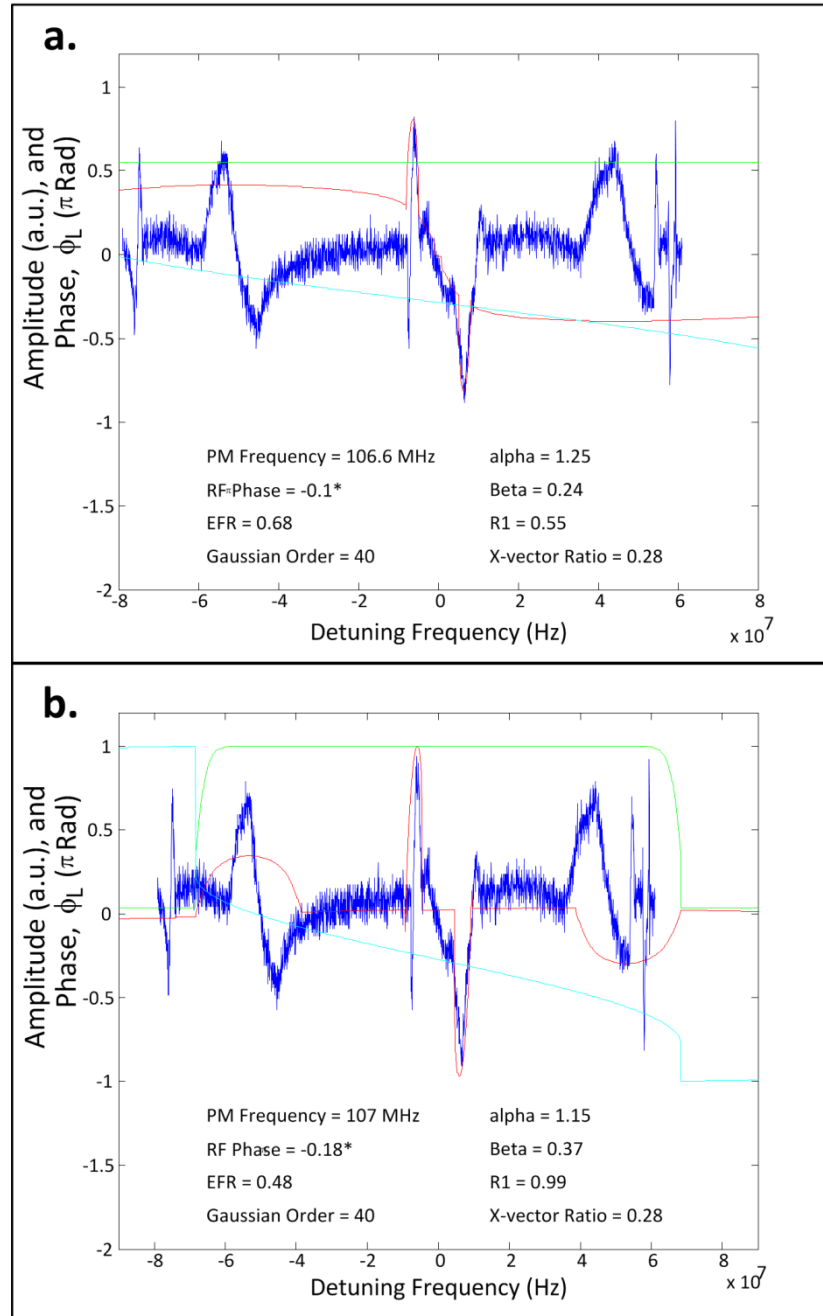 a.
1
0.5
0
-0.5
-1
-1.5
-2
Amplitude (a.u.), and
Phase, ϕL (πRad)
PM Frequency = 106.6 MHz
alpha = 1.25
RFπPhase = -0.1*
Beta = 0.24
EFR = 0.68
R1 = 0.55
Gaussian Order = 40
X-vector Ratio = 0.28
-8 -6 -4 -2 0 2 4 6 8
Detuning Frequency (Hz)
x 10^7
b.
1
0.5
0
-0.5
-1
-1.5
-2
Amplitude (a.u.), and
Phase, ϕL (πRad)
PM Frequency = 107 MHz
alpha = 1.15
RF Phase = -0.18*
Beta = 0.37
EFR = 0.48
R1 = 0.99
Gaussian Order = 40
X-vector Ratio = 0.28
-8 -6 -4 -2 0 2 4 6 8
Detuning Frequency (Hz)
x 10^7